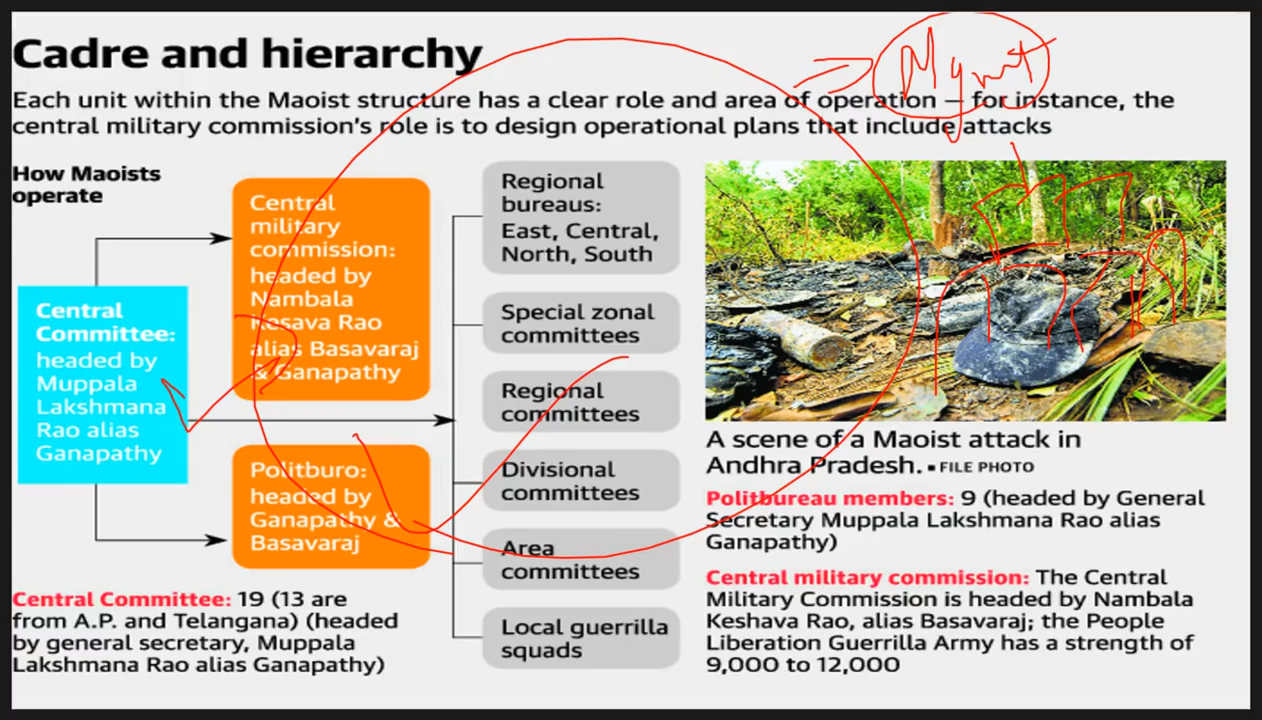 Cadre and hierarchy
Mgmt
Each unit within the Maoist structure has a clear role and area of operation — for instance, the
central military commission's role is to design operational plans that include attacks
How Maoists
operate
Central
Committee:
headed by
Muppala
Lakshmana
Rao alias
Ganapathy
Central
military
commission:
headed by
Nambala
Kesava Rao
alias Basavaraj
& Ganapathy
Politburo:
headed by
Ganapathy &
Basavaraj
Regional
bureaus:
East, Central,
North, South
Special zonal
committees
Regional
committees
Divisional
committees
Area
committees
Local guerrilla
squads
Central Committee: 19 (13 are
from A.P. and Telangana) (headed
by general secretary, Muppala
Lakshmana Rao alias Ganapathy)
A scene of a Maoist attack in
Andhra Pradesh. ▪ FILE PHOTO
Politbureau members: 9 (headed by General
Secretary Muppala Lakshmana Rao alias
Ganapathy)
Central military commission: The Central
Military Commission is headed by Nambala
Keshava Rao, alias Basavaraj; the People
Liberation Guerrilla Army has a strength of
9,000 to 12,000